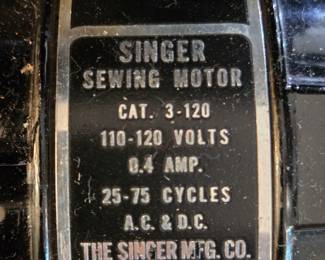 SINGER
SEWING MOTOR
CAT. 3-120
110-120 VOLTS
0.4 AMP.
25-75 CYCLES
A.C. & D.C.
THE SINGER MFG. CO.